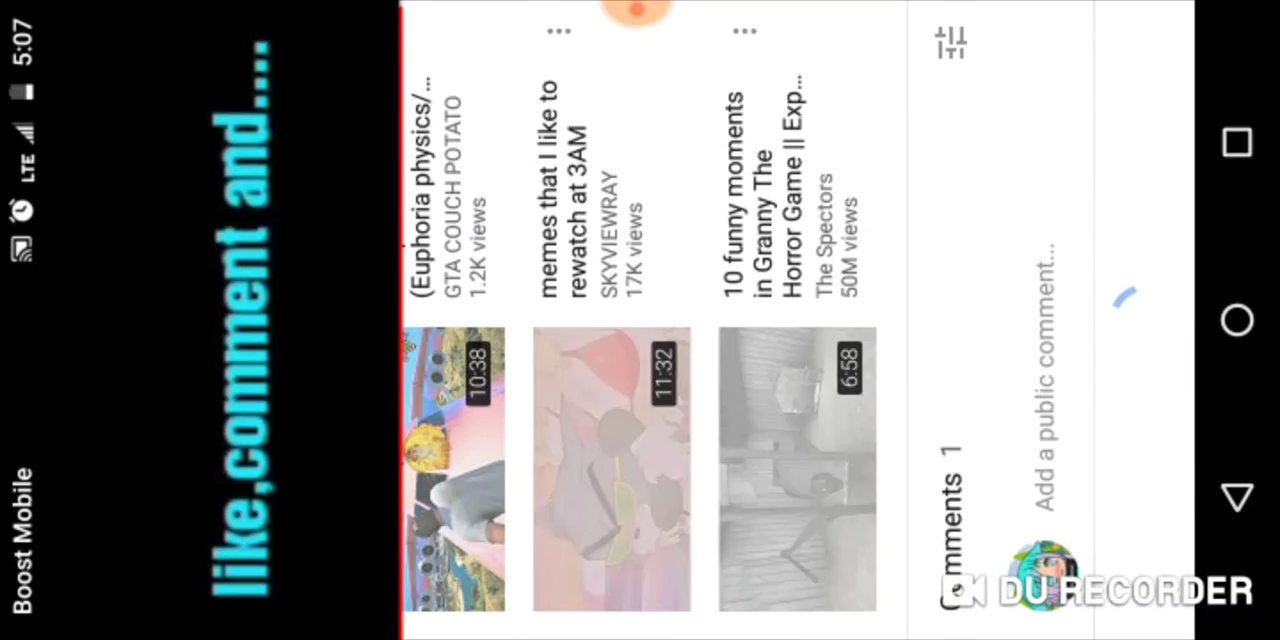 Boost Mobile
LTE
5:07
like,comment and....
(Euphoria physics/...
GTA COUCH POTATO
1.2K views
10:38
memes that I like to
rewatch at 3AM
SKYVIEWRAY
17K views
11:32
10 funny moments
in Granny The
Horror Game || Exp...
The Spectors
50M views
6:58
Comments 1
Add a public comment...
DU RECORDER